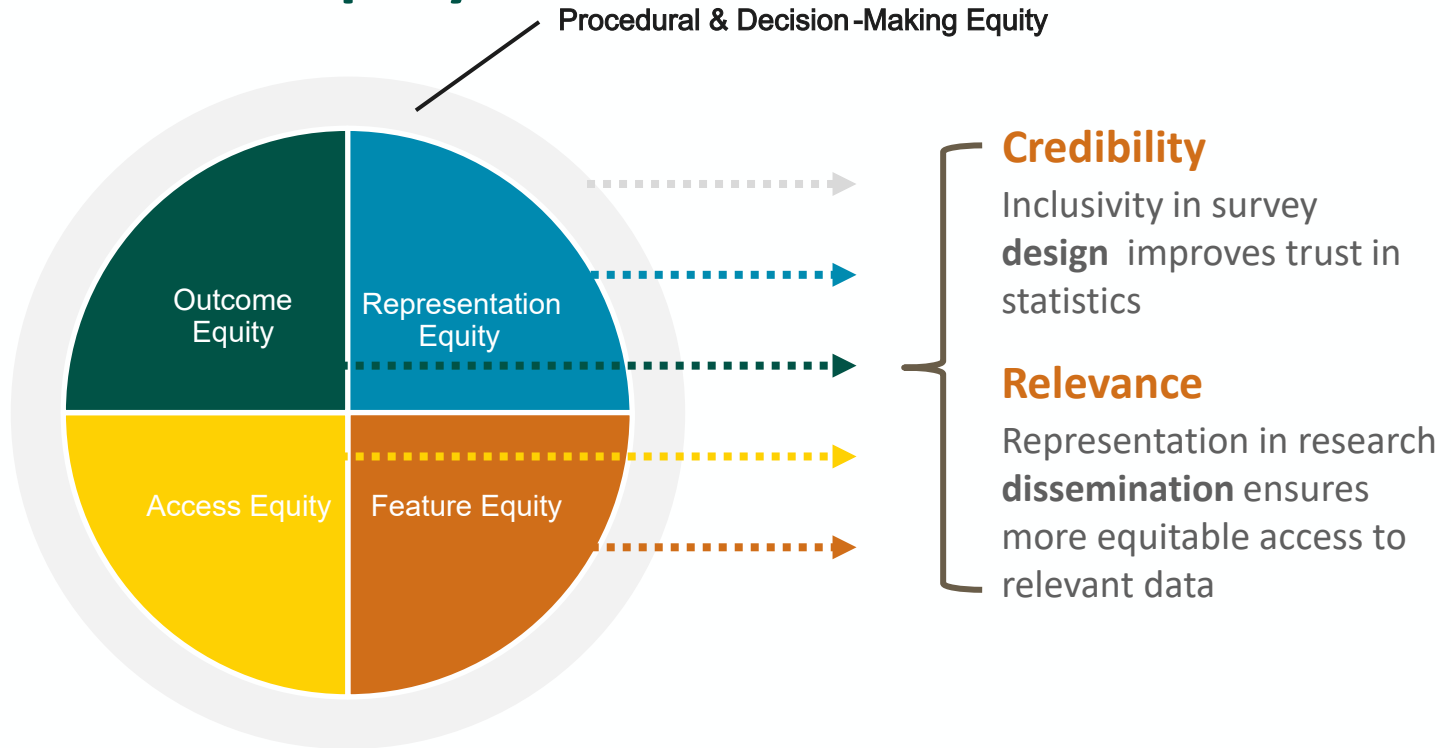 Procedural & Decision-Making Equity
Outcome
Equity
Representation
Equity
Access Equity
Feature Equity
Credibility
Inclusivity in survey
design improves trust in
statistics
Relevance
Representation in research
dissemination ensures
more equitable access to
relevant data